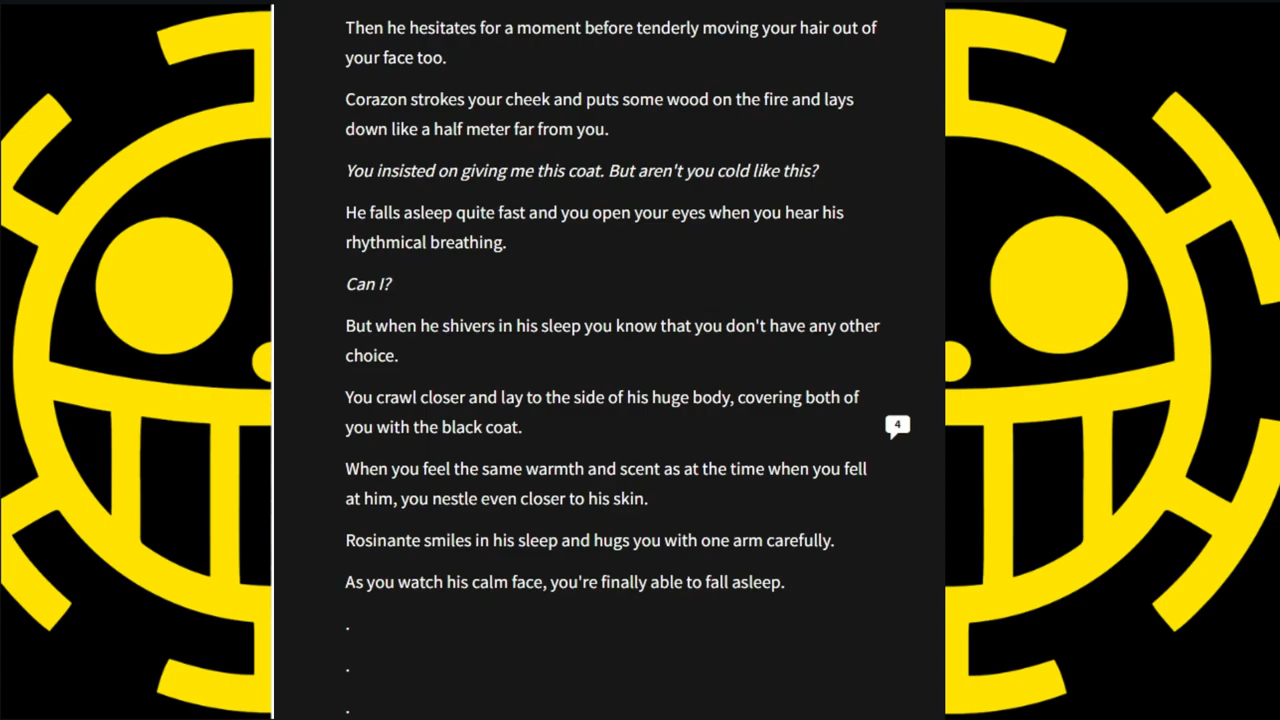 Then he hesitates for a moment before tenderly moving your hair out of
your face too.
Corazon strokes your cheek and puts some wood on the fire and lays
down like a half meter far from you.
You insisted on giving me this coat. But aren't you cold like this?
He falls asleep quite fast and you open your eyes when you hear his
rhythmical breathing.
Can I?
But when he shivers in his sleep you know that you don't have any other
choice.
You crawl closer and lay to the side of his huge body, covering both of
you with the black coat.
4
When you feel the same warmth and scent as at the time when you fell
at him, you nestle even closer to his skin.
Rosinante smiles in his sleep and hugs you with one arm carefully.
As you watch his calm face, you're finally able to fall asleep.
.
.
.